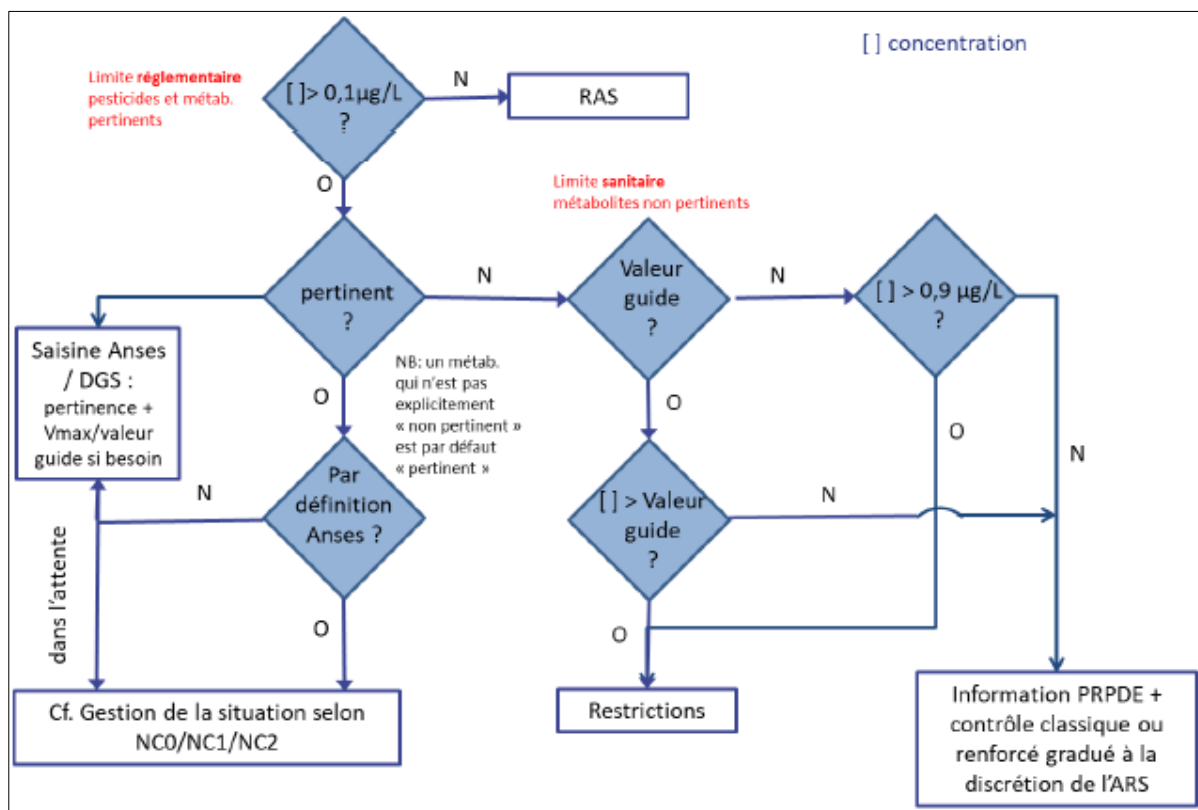 [ ] concentration
Limite réglementaire
pesticides et métab.
pertinents
[ ]> 0,1µg/L
?
N
RAS
O
Limite sanitaire
métabolites non pertinents
pertinent
?
N
Valeur
guide
?
N
[ ] > 0,9 µg/L
?
Saisine Anses
/ DGS :
pertinence +
Vmax/valeur
guide si besoin
O
NB: un métab.
qui n'est pas
explicitement
« non pertinent »
est par défaut
« pertinent »
O
O
N
Par
définition
Anses ?
N
[ ] > Valeur
guide
?
N
dans l'attente
O
O
Cf. Gestion de la situation selon
NC0/NC1/NC2
Restrictions
Information PRPDE +
contrôle classique ou
renforcé gradué à la
discrétion de l'ARS